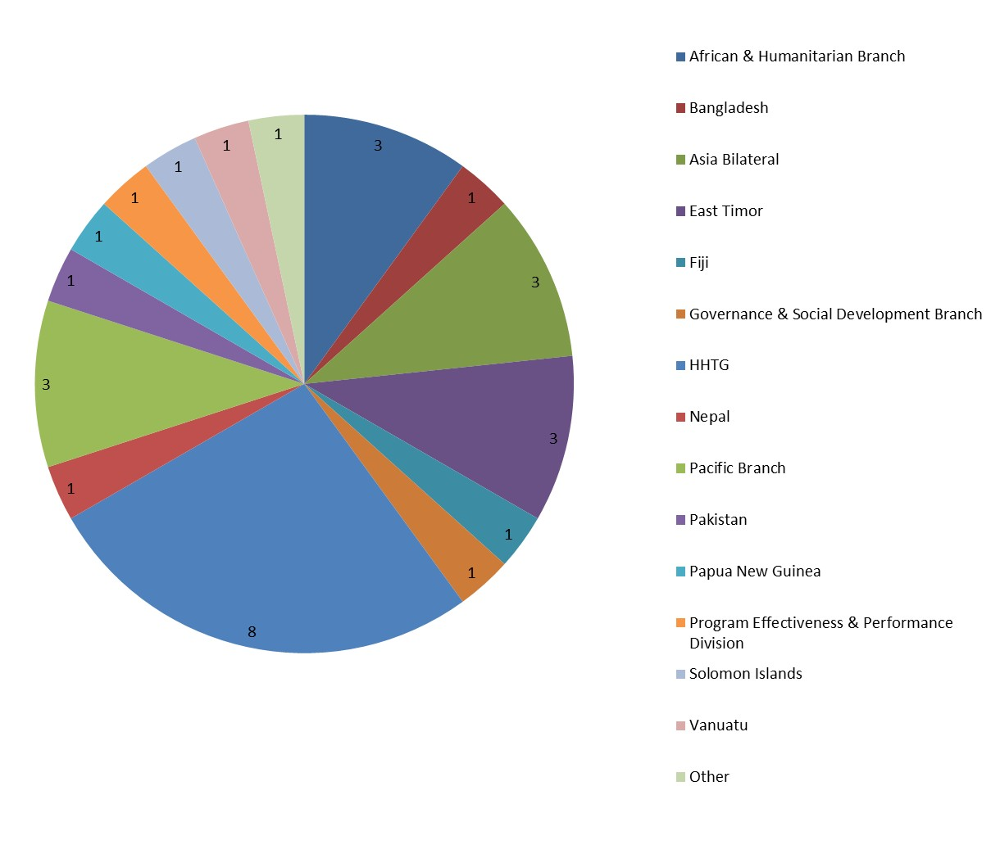 3
1
3
3
1
1
8
1
3
1
1
1
1
1
1
African & Humanitarian Branch
Bangladesh
Asia Bilateral
East Timor
Fiji
Governance & Social Development Branch
HHTG
Nepal
Pacific Branch
Pakistan
Papua New Guinea
Program Effectiveness & Performance
Division
Solomon Islands
Vanuatu
Other